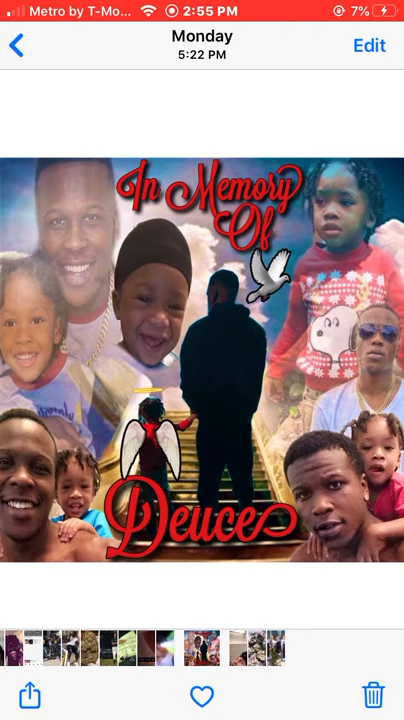 Metro by T-Mo... 2:55 PM 7%
Monday
5:22 PM
Edit
In Memory
Of
Deuce